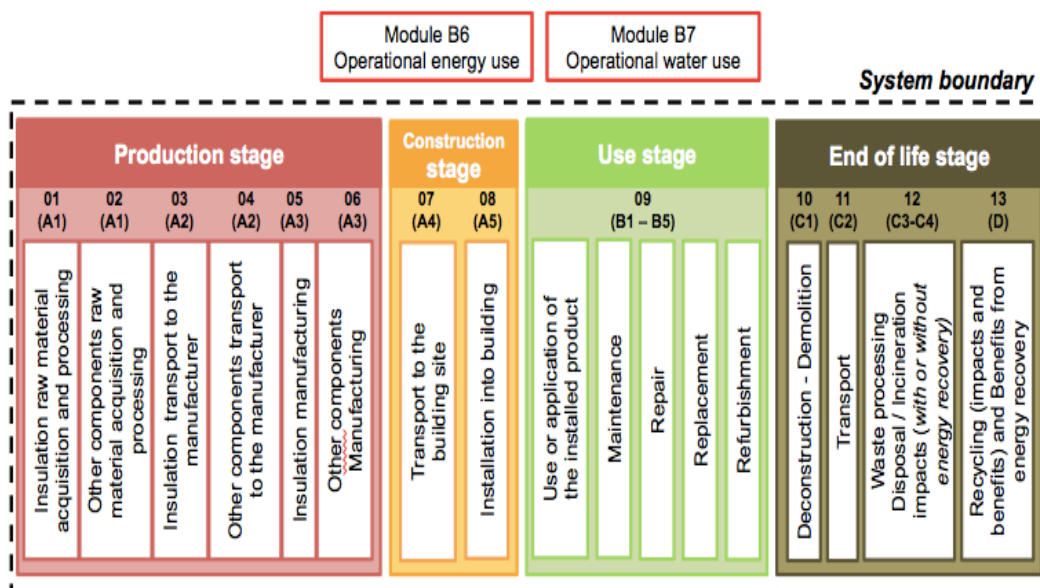 Module B6
Operational energy use
Module B7
Operational water use
System boundary
Production stage
01
(A1)
02
(A1)
03
(A2)
04
(A2)
05
(A3)
06
(A3)
Insulation raw material
acquisition and processing
Other components raw
material acquisition and
processing
Insulation transport to the
manufacturer
Other components transport
to the manufacturer
Insulation manufacturing
Other components
Manufacturing
Construction
stage
07
(A4)
08
(A5)
Transport to the
building site
Installation into building
Use stage
09
(B1 – B5)
Use or application of
the installed product
Maintenance
Repair
Replacement
Refurbishment
End of life stage
10
(C1)
11
(C2)
12
(C3-C4)
13
(D)
Deconstruction - Demolition
Transport
Waste processing
Disposal / Incineration
impacts (with or without
energy recovery)
Recycling (impacts and
benefits) and Benefits from
energy recovery